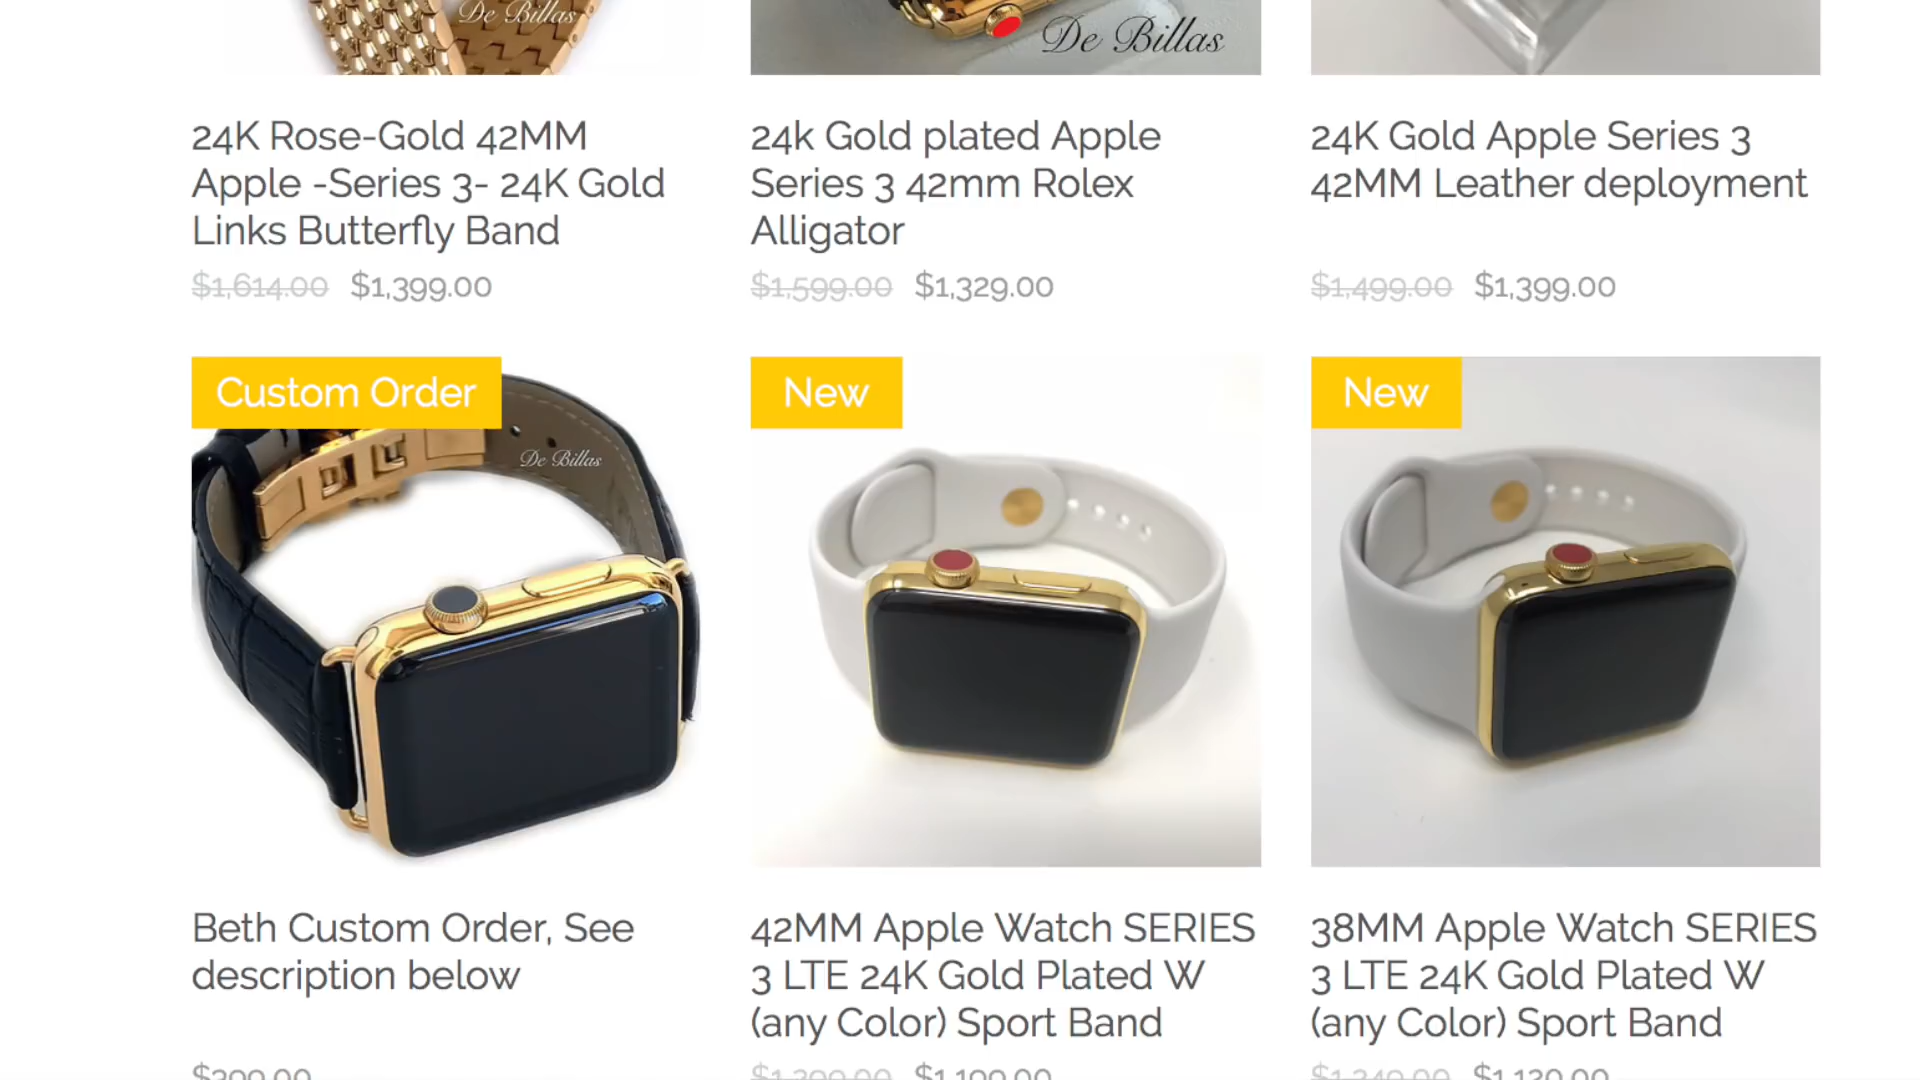 De Billas
De Billas
24K Rose-Gold 42MM
Apple -Series 3- 24K Gold
Links Butterfly Band
$1,614.00 $1,399.00
24k Gold plated Apple
Series 3 42mm Rolex
Alligator
$1,599.00 $1,329.00
24K Gold Apple Series 3
42MM Leather deployment
$1,499.00 $1,399.00
Custom Order
De Billas
New
New
Beth Custom Order, See
description below
42MM Apple Watch SERIES
3 LTE 24K Gold Plated W
(any Color) Sport Band
38MM Apple Watch SERIES
3 LTE 24K Gold Plated W
(any Color) Sport Band